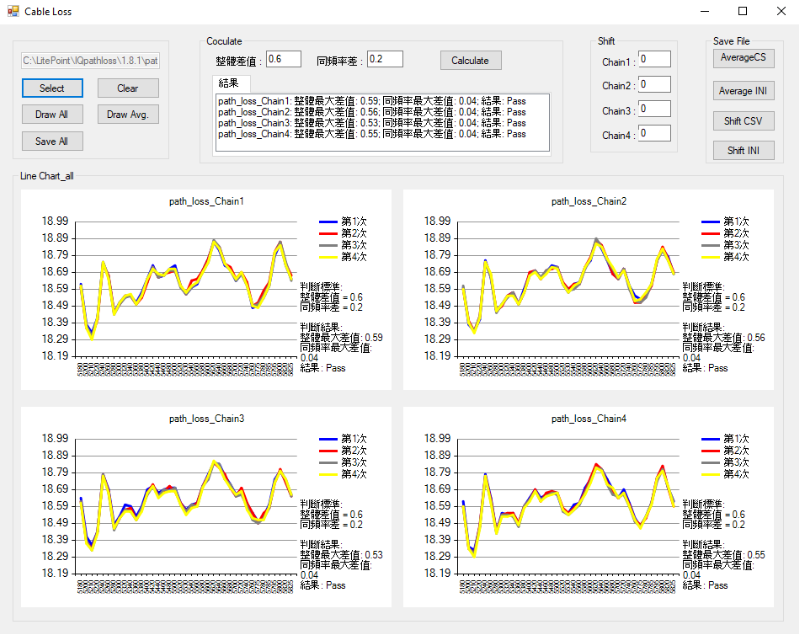 Cable Loss
C:\LitePoint\IQpathloss\1.8.1\pat
Select
Clear
Draw All
Draw Avg.
Save All
Coculate
整體差值 : 0.6
同頻率差 : 0.2
Calculate
結果
path_loss_Chain1: 整體最大差值: 0.59; 同頻率最大差值: 0.04; 結果: Pass
path_loss_Chain2: 整體最大差值: 0.56; 同頻率最大差值: 0.04; 結果: Pass
path_loss_Chain3: 整體最大差值: 0.53; 同頻率最大差值: 0.04; 結果: Pass
path_loss_Chain4: 整體最大差值: 0.55; 同頻率最大差值: 0.04; 結果: Pass
Shift
Chain1 : 0
Chain2 : 0
Chain3 : 0
Chain4 : 0
Save File
AverageCS
Average INI
Shift CSV
Shift INI
Line Chart_all
path_loss_Chain1
18.99
18.89
18.79
18.69
18.59
18.49
18.39
18.29
18.19
第1次
第2次
第3次
第4次
判斷標準:
整體差值 = 0.6
同頻率差 = 0.2
判斷結果:
整體最大差值: 0.59
同頻率最大差值:
0.04
結果 : Pass
path_loss_Chain2
18.99
18.89
18.79
18.69
18.59
18.49
18.39
18.29
18.19
第1次
第2次
第3次
第4次
判斷標準:
整體差值 = 0.6
同頻率差 = 0.2
判斷結果:
整體最大差值: 0.56
同頻率最大差值:
0.04
結果 : Pass
path_loss_Chain3
18.99
18.89
18.79
18.69
18.59
18.49
18.39
18.29
18.19
第1次
第2次
第3次
第4次
判斷標準:
整體差值 = 0.6
同頻率差 = 0.2
判斷結果:
整體最大差值: 0.53
同頻率最大差值:
0.04
結果 : Pass
path_loss_Chain4
18.99
18.89
18.79
18.69
18.59
18.49
18.39
18.29
18.19
第1次
第2次
第3次
第4次
判斷標準:
整體差值 = 0.6
同頻率差 = 0.2
判斷結果:
整體最大差值: 0.55
同頻率最大差值:
0.04
結果 : Pass